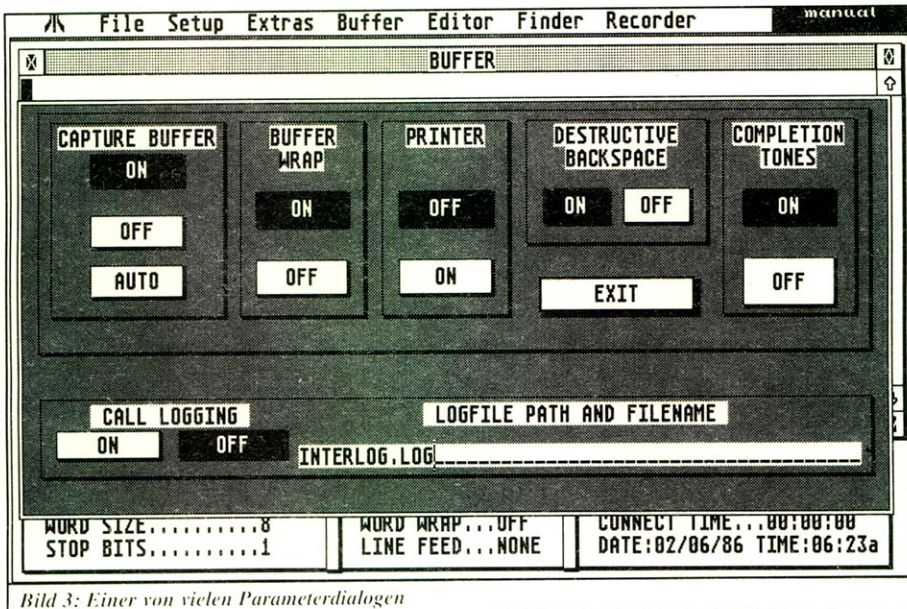 File Setup Extras Buffer Editor Finder Recorder manual
BUFFER
CAPTURE BUFFER
ON
OFF
AUTO
BUFFER
WRAP
ON
OFF
PRINTER
OFF
ON
DESTRUCTIVE
BACKSPACE
ON OFF
EXIT
COMPLETION
TONES
ON
OFF
CALL LOGGING
ON OFF
LOGFILE PATH AND FILENAME
INTERLOG.LOG
WORD SIZE..........8
STOP BITS..........1
WORD WRAP...OFF
LINE FEED...NONE
CONNECT TIME...00:00:00
DATE:02/06/86 TIME:06:23a
Bild 3: Einer von vielen Parameterdialogen